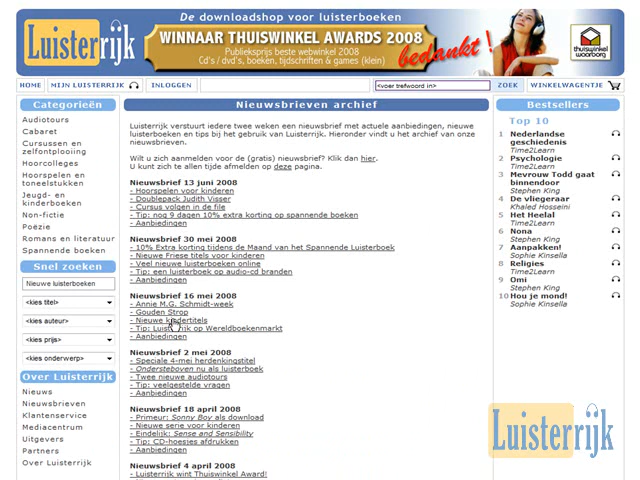 De downloadshop voor luisterboeken
Luisterrijk
WINNAAR THUISWINKEL AWARDS 2008
Publieksprijs beste webwinkel 2008
Cd's / dvd's, boeken, tijdschriften & games (klein)
bedankt !
thuiswinkel
waarborg
HOME
MIJN LUISTERRIJK
INLOGGEN
<voer trefwoord in>
ZOEK
WINKELWAGENTJE
Categorieën
Audiotours
Cabaret
Cursussen en
zelfontplooiing
Hoorcolleges
Hoorspelen en
toneelstukken
Jeugd- en
kinderboeken
Non-fictie
Poëzie
Romans en literatuur
Spannende boeken
Snel zoeken
Nieuwe luisterboeken
<kies titel>
<kies auteur>
<kies prijs>
<kies onderwerp>
Over Luisterrijk
Nieuws
Nieuwsbrieven
Klantenservice
Mediacentrum
Uitgevers
Partners
Over Luisterrijk
Nieuwsbrieven archief
Luisterrijk verstuurt iedere twee weken een nieuwsbrief met actuele aanbiedingen, nieuwe
luisterboeken en tips bij het gebruik van Luisterrijk. Hieronder vindt u het archief van onze
nieuwsbrieven.
Wilt u zich aanmelden voor de (gratis) nieuwsbrief? Klik dan hier.
U kunt zich te allen tijde afmelden op deze pagina.
Nieuwsbrief 13 juni 2008
- Hoorspelen voor kinderen
- Doublepack Judith Visser
- Cursus volgen in de file
- Tip: nog 9 dagen 10% extra korting op spannende boeken
- Aanbiedingen
Nieuwsbrief 30 mei 2008
- 10% Extra korting tijdens de Maand van het Spannende Luisterboek
- Nieuwe Friese titels voor kinderen
- Veel nieuwe luisterboeken online
- Tip: een luisterboek op audio-cd branden
- Aanbiedingen
Nieuwsbrief 16 mei 2008
- Annie M.G. Schmidt-week
- Gouden Strop
- Nieuwe kindertitels
- Tip: Luisterrijk op Wereldboekenmarkt
- Aanbiedingen
Nieuwsbrief 2 mei 2008
- Speciale 4-mei herdenkingstitel
- Ondersteboven nu als luisterboek
- Twee nieuwe audiotours
- Tip: veelgestelde vragen
- Aanbiedingen
Nieuwsbrief 18 april 2008
- Primeur: Sonny Boy als download
- Nieuwe serie voor kinderen
- Eindelijk: Sense and Sensibility
- Tip: CD-hoesjes afdrukken
- Aanbiedingen
Nieuwsbrief 4 april 2008
- Luisterrijk wint Thuiswinkel Award!
Bestsellers
Top 10
1 Nederlandse
geschiedenis
Time2Learn
2 Psychologie
Time2Learn
3 Mevrouw Todd gaat
binnendoor
Stephen King
4 De vliegeraar
Khaled Hosseini
5 Het Heelal
Time2Learn
6 Nona
Stephen King
7 Aanpakken!
Sophie Kinsella
8 Religies
Time2Learn
9 Omi
Stephen King
10 Hou je mond!
Sophie Kinsella
Luisterrijk